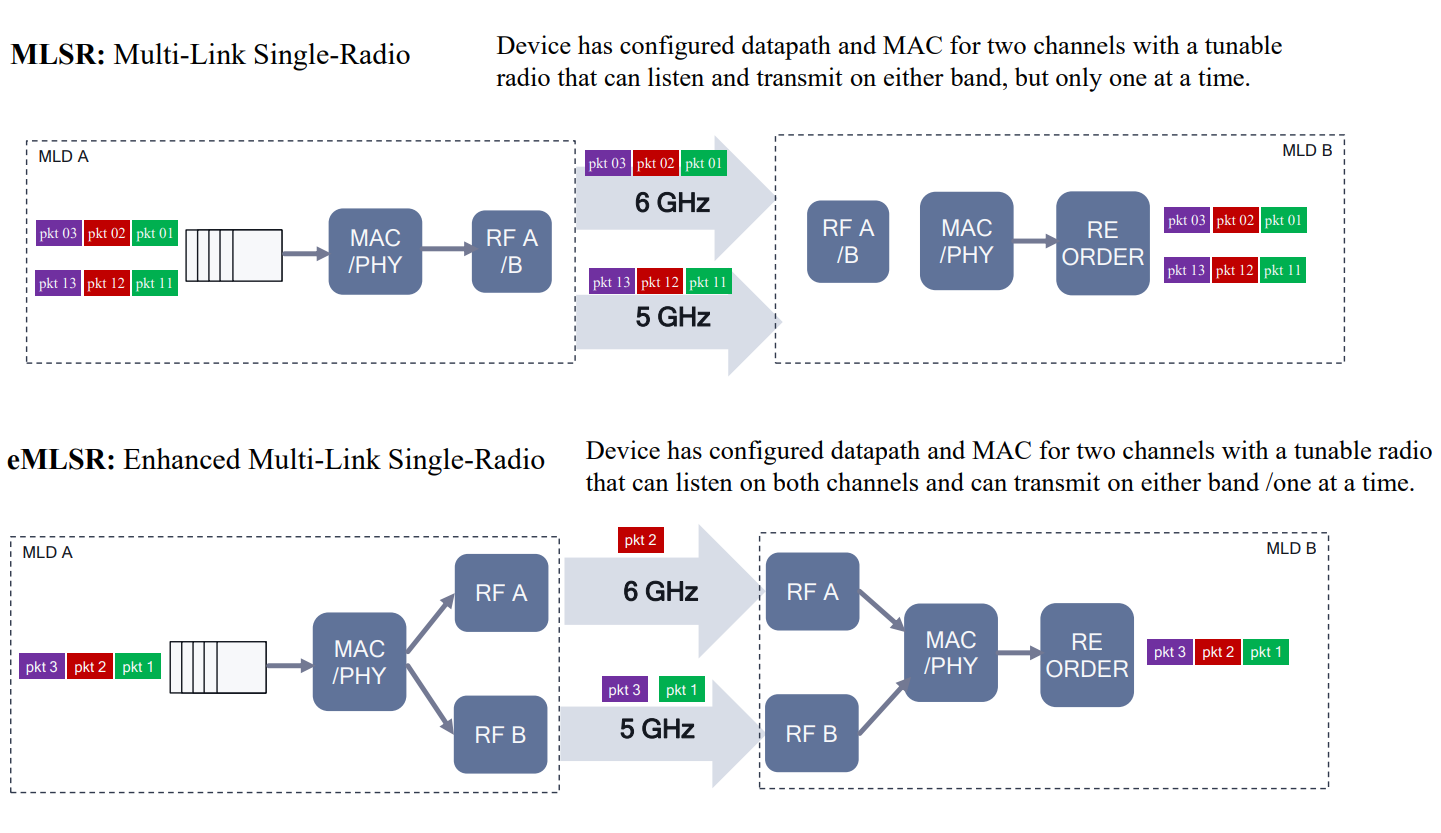 MLSR: Multi-Link Single-Radio
Device has configured datapath and MAC for two channels with a tunable
radio that can listen and transmit on either band, but only one at a time.
MLD A
pkt 03 pkt 02 pkt 01
pkt 13 pkt 12 pkt 11
MAC
/PHY
RF A
/B
pkt 03 pkt 02 pkt 01
6 GHz
pkt 13 pkt 12 pkt 11
5 GHz
MLD B
RF A
/B
MAC
/PHY
RE
ORDER
pkt 03 pkt 02 pkt 01
pkt 13 pkt 12 pkt 11
eMLSR: Enhanced Multi-Link Single-Radio
Device has configured datapath and MAC for two channels with a tunable radio
that can listen on both channels and can transmit on either band /one at a time.
MLD A
pkt 3 pkt 2 pkt 1
MAC
/PHY
RF A
RF B
pkt 2
6 GHz
pkt 3 pkt 1
5 GHz
MLD B
RF A
RF B
MAC
/PHY
RE
ORDER
pkt 3 pkt 2 pkt 1